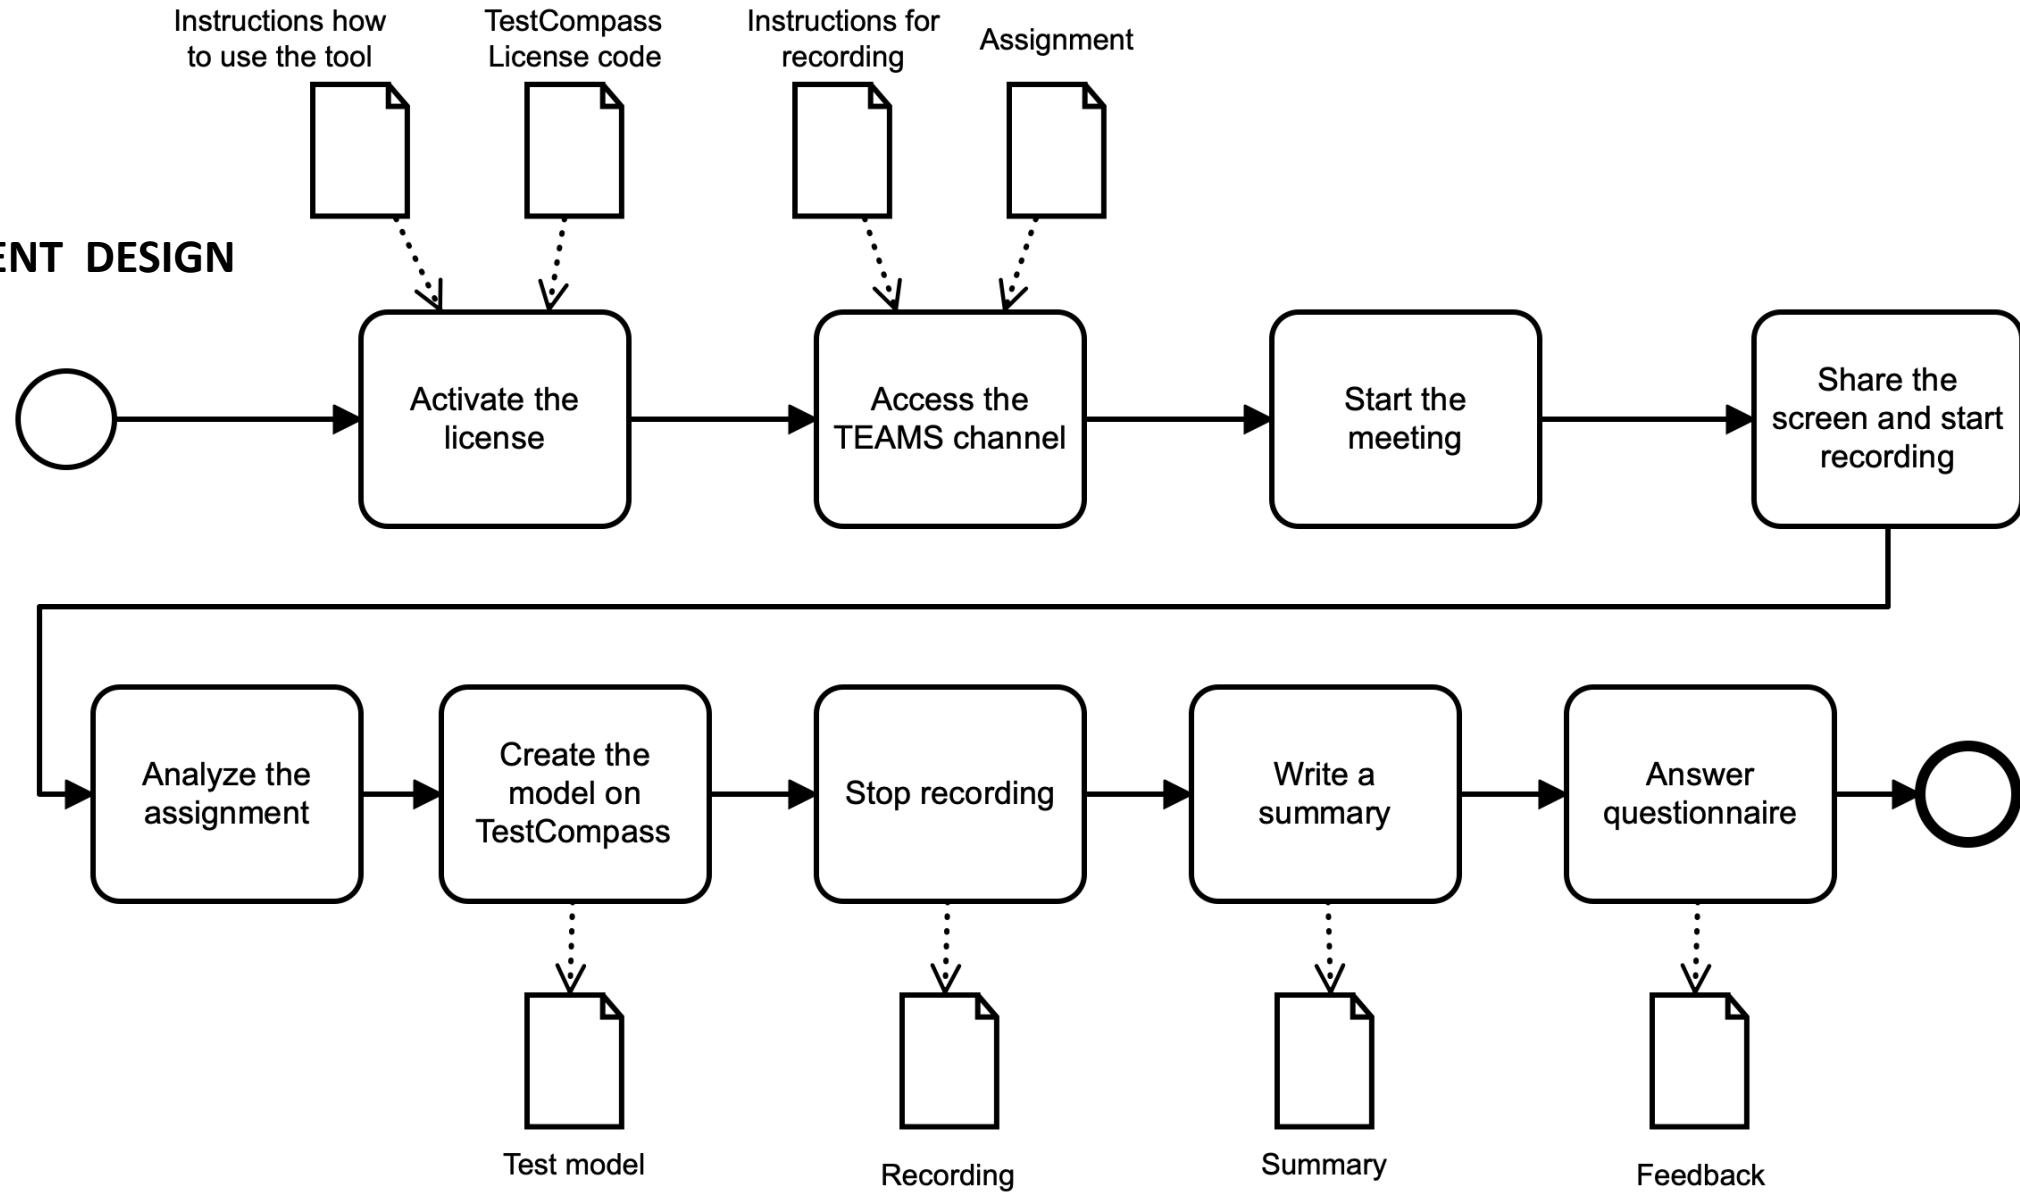 Instructions how
to use the tool
TestCompass
License code
Instructions for
recording
Assignment
ENT DESIGN
Activate the
license
Access the
TEAMS channel
Start the
meeting
Share the
screen and start
recording
Analyze the
assignment
Create the
model on
TestCompass
Stop recording
Write a
summary
Answer
questionnaire
Test model
Recording
Summary
Feedback